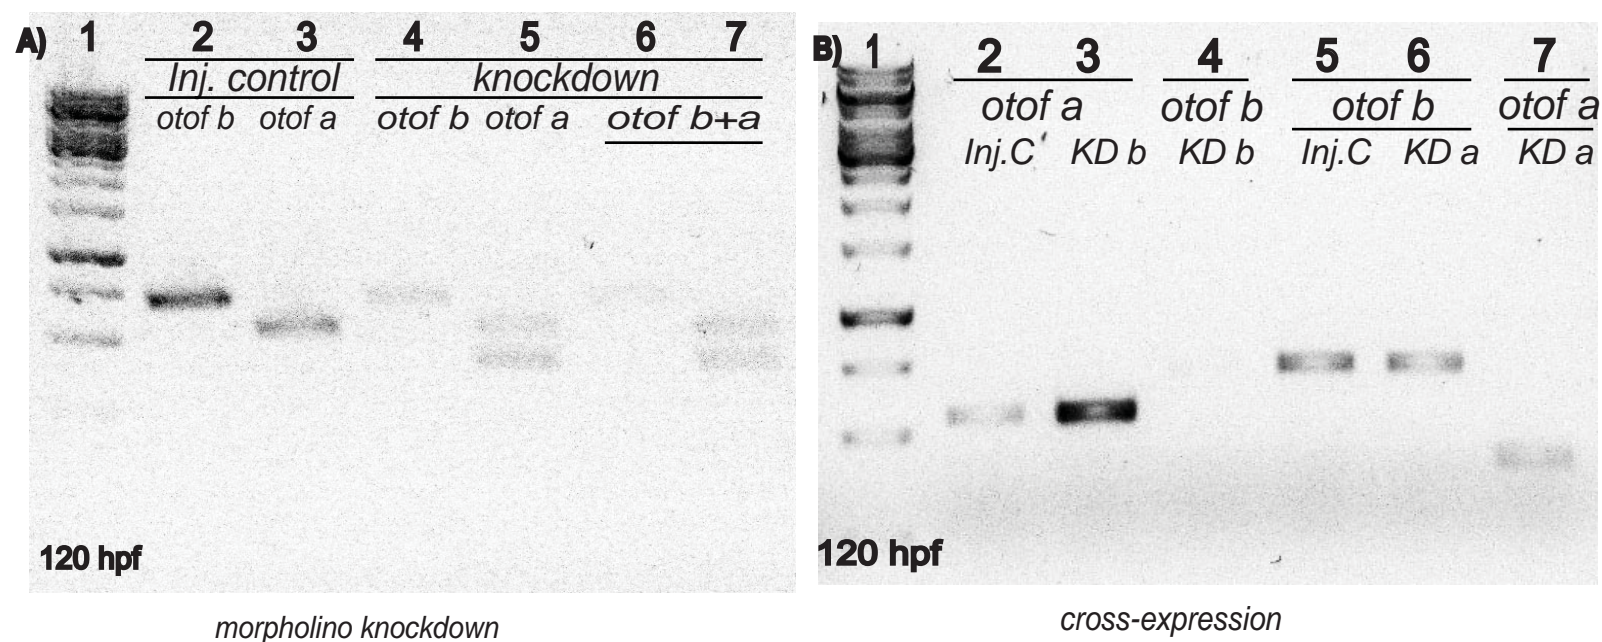 A) 1 2 3 4 5 6 7
Inj. control knockdown
otof b otof a otof b otof a otof b+a
120 hpf
morpholino knockdown
B) 1 2 3 4 5 6 7
otof a otof b otof b otof a
Inj.C KD b KD b Inj.C KD a KD a
120 hpf
cross-expression